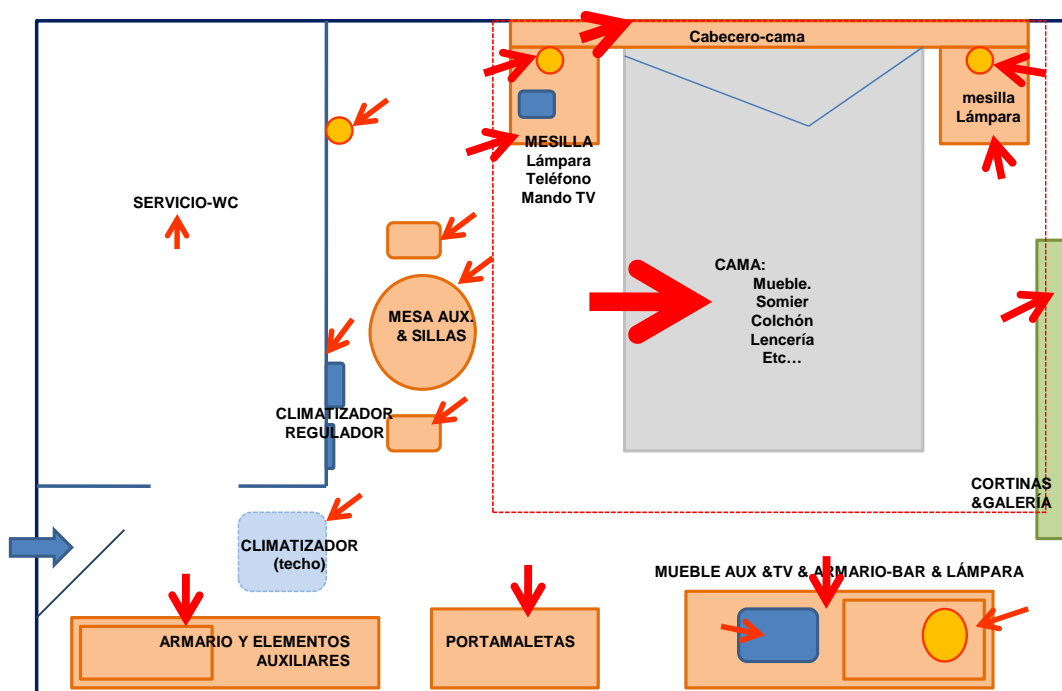 Cabecero-cama
mesilla
Lámpara
MESILLA
Lámpara
Teléfono
Mando TV
SERVICIO-WC
CAMA:
Mueble.
Somier
Colchón
Lencería
Etc…
MESA AUX.
& SILLAS
CLIMATIZADOR
REGULADOR
CORTINAS
&GALERÍA
CLIMATIZADOR
(techo)
MUEBLE AUX &TV & ARMARIO-BAR & LÁMPARA
ARMARIO Y ELEMENTOS
AUXILIARES
PORTAMALETAS